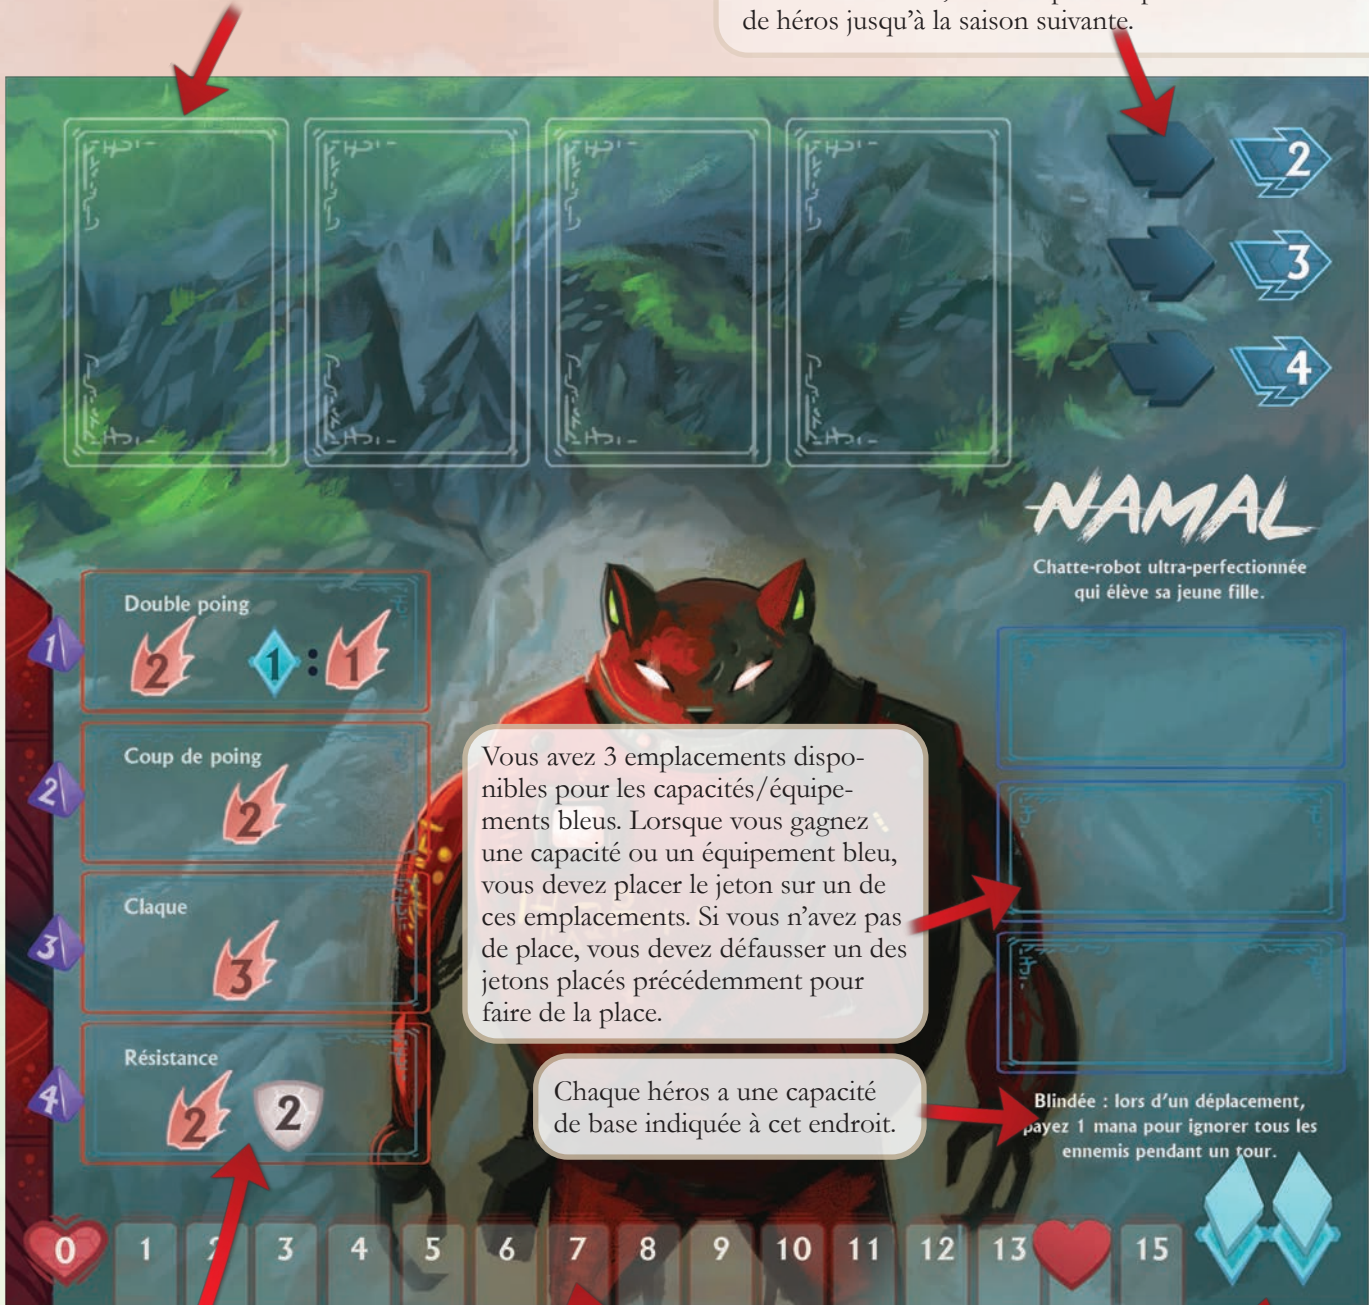 de héros jusqu'à la saison suivante.
2
3
4
NAMAL
Chatte-robot ultra-perfectionnée
qui élève sa jeune fille.
1
Double poing
2 1 : 1
2
Coup de poing
2
3
Claque
3
4
Résistance
2 2
Vous avez 3 emplacements dispo-
nibles pour les capacités/équipe-
ments bleus. Lorsque vous gagnez
une capacité ou un équipement bleu,
vous devez placer le jeton sur un de
ces emplacements. Si vous n'avez pas
de place, vous devez défausser un des
jetons placés précédemment pour
faire de la place.
Chaque héros a une capacité
de base indiquée à cet endroit.
Blindée : lors d'un déplacement,
payez 1 mana pour ignorer tous les
ennemis pendant un tour.
0 1 2 3 4 5 6 7 8 9 10 11 12 13 15